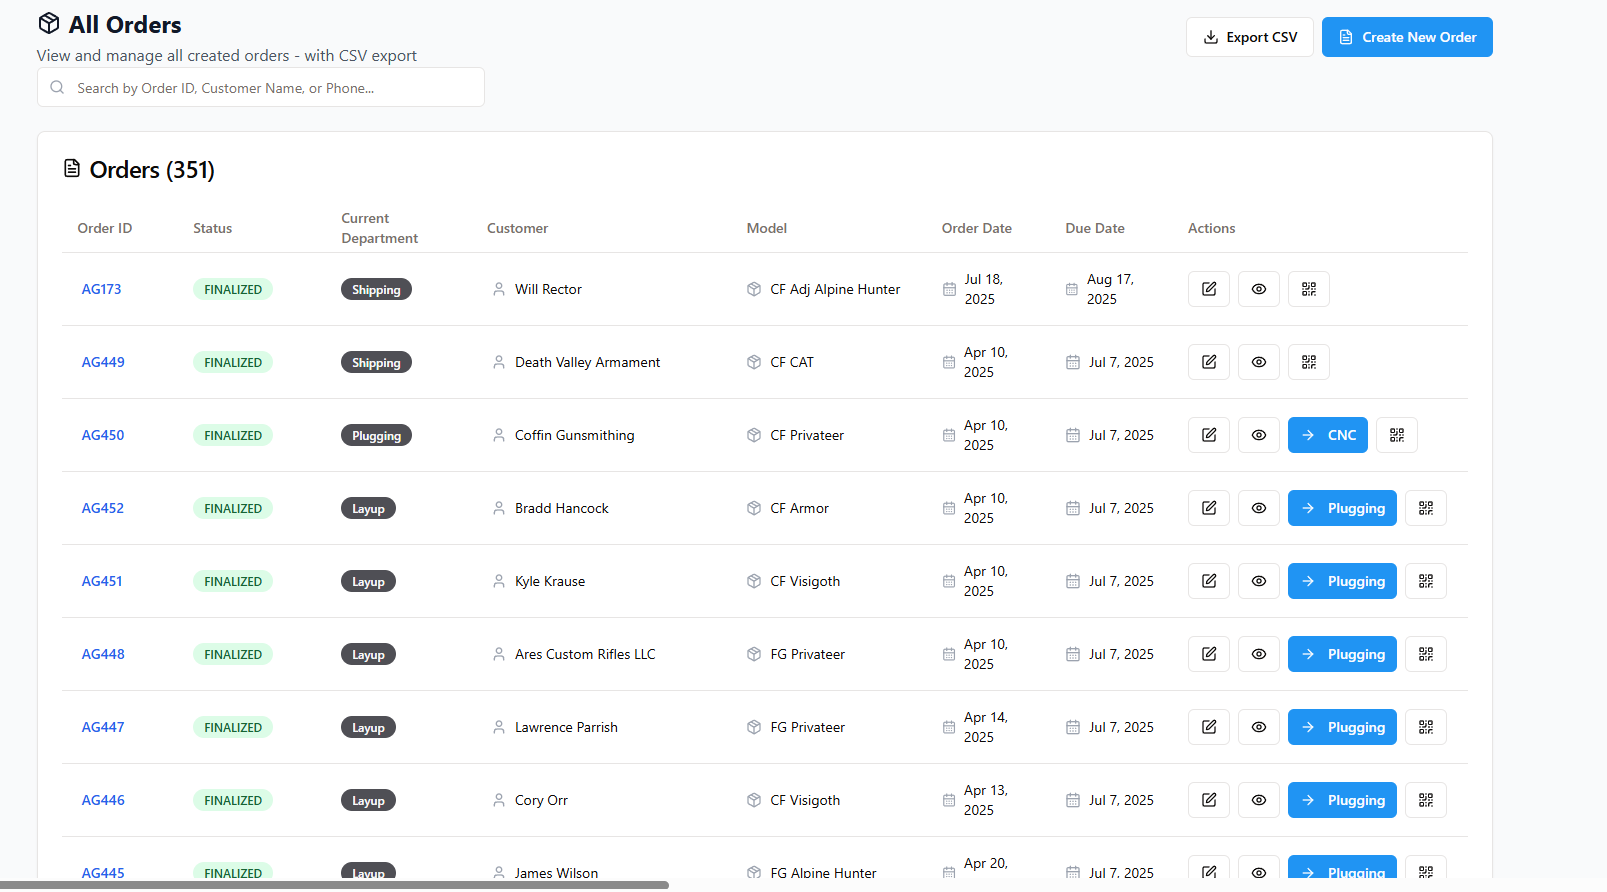 All Orders
View and manage all created orders - with CSV export
Export CSV
Create New Order
Search by Order ID, Customer Name, or Phone...
Orders (351)
Order ID Status Current Department Customer Model Order Date Due Date Actions
AG173 FINALIZED Shipping Will Rector CF Adj Alpine Hunter Jul 18, 2025 Aug 17, 2025
AG449 FINALIZED Shipping Death Valley Armament CF CAT Apr 10, 2025 Jul 7, 2025
AG450 FINALIZED Plugging Coffin Gunsmithing CF Privateer Apr 10, 2025 Jul 7, 2025 CNC
AG452 FINALIZED Layup Bradd Hancock CF Armor Apr 10, 2025 Jul 7, 2025 Plugging
AG451 FINALIZED Layup Kyle Krause CF Visigoth Apr 10, 2025 Jul 7, 2025 Plugging
AG448 FINALIZED Layup Ares Custom Rifles LLC FG Privateer Apr 10, 2025 Jul 7, 2025 Plugging
AG447 FINALIZED Layup Lawrence Parrish FG Privateer Apr 14, 2025 Jul 7, 2025 Plugging
AG446 FINALIZED Layup Cory Orr CF Visigoth Apr 13, 2025 Jul 7, 2025 Plugging
AG445 FINALIZED Layup James Wilson FG Alpine Hunter Apr 20, Jul 7, 2025 Plugging